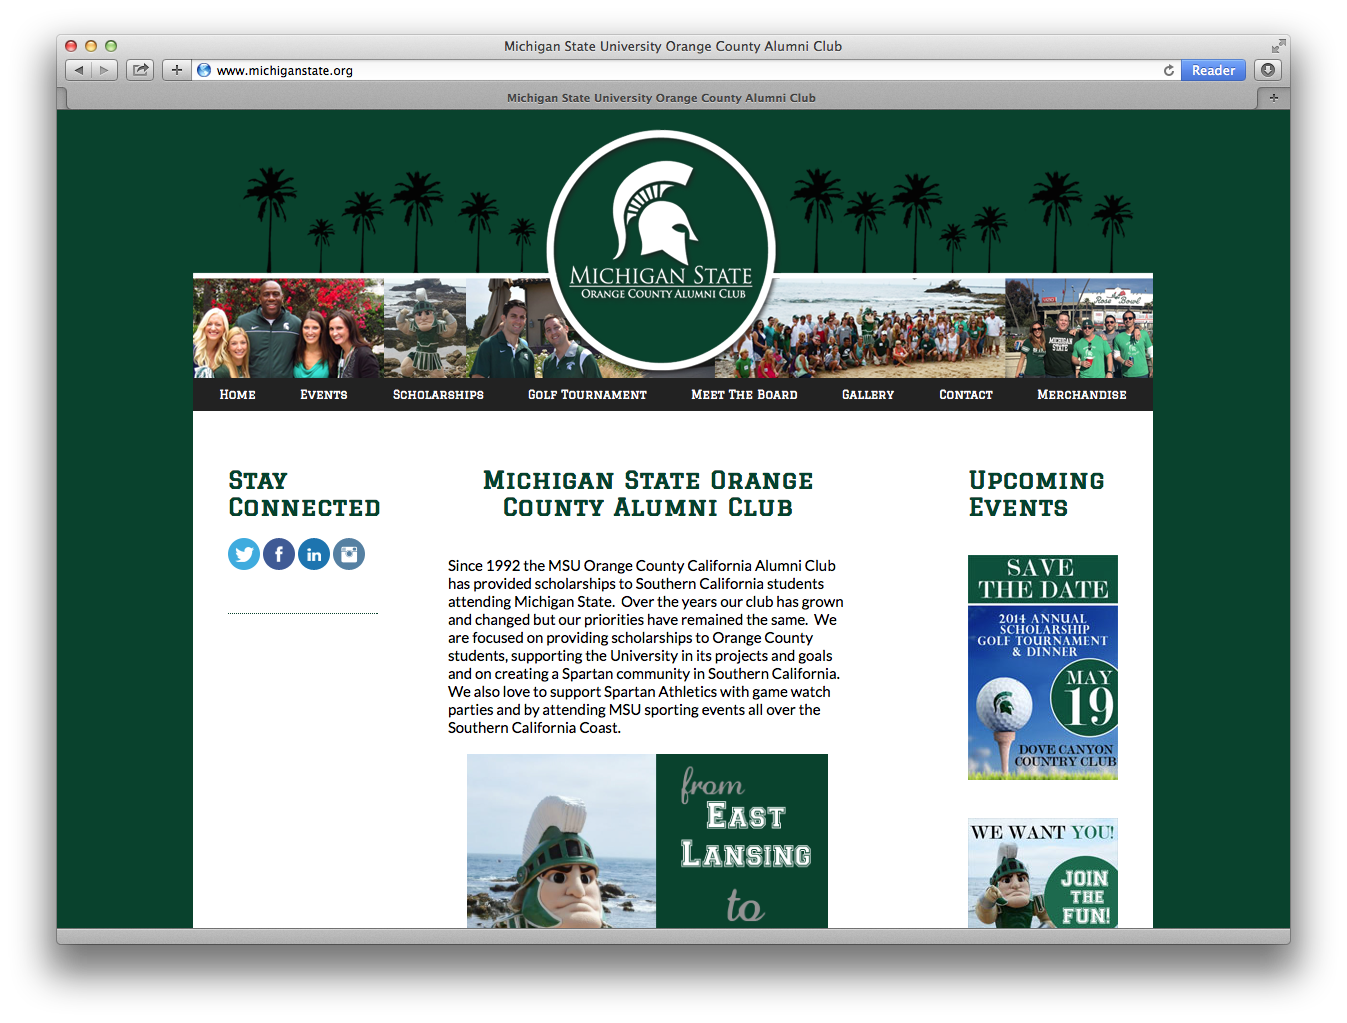 Michigan State University Orange County Alumni Club
www.michiganstate.org
Reader
Michigan State University Orange County Alumni Club
Michigan State
Orange County Alumni Club
Rose Bowl
MICHIGAN
STATE
Home Events Scholarships Golf Tournament Meet The Board Gallery Contact Merchandise
Stay
Connected
Michigan State Orange
County Alumni Club
Since 1992 the MSU Orange County California Alumni Club
has provided scholarships to Southern California students
attending Michigan State.  Over the years our club has grown
and changed but our priorities have remained the same.  We
are focused on providing scholarships to Orange County
students, supporting the University in its projects and goals
and on creating a Spartan community in Southern California.
We also love to support Spartan Athletics with game watch
parties and by attending MSU sporting events all over the
Southern California Coast.
from
East
Lansing
to
Upcoming
Events
SAVE
THE DATE
2014 ANNUAL
SCHOLARSHIP
GOLF TOURNAMENT
& DINNER
MAY
19
DOVE CANYON
COUNTRY CLUB
WE WANT YOU!
JOIN
THE
FUN!